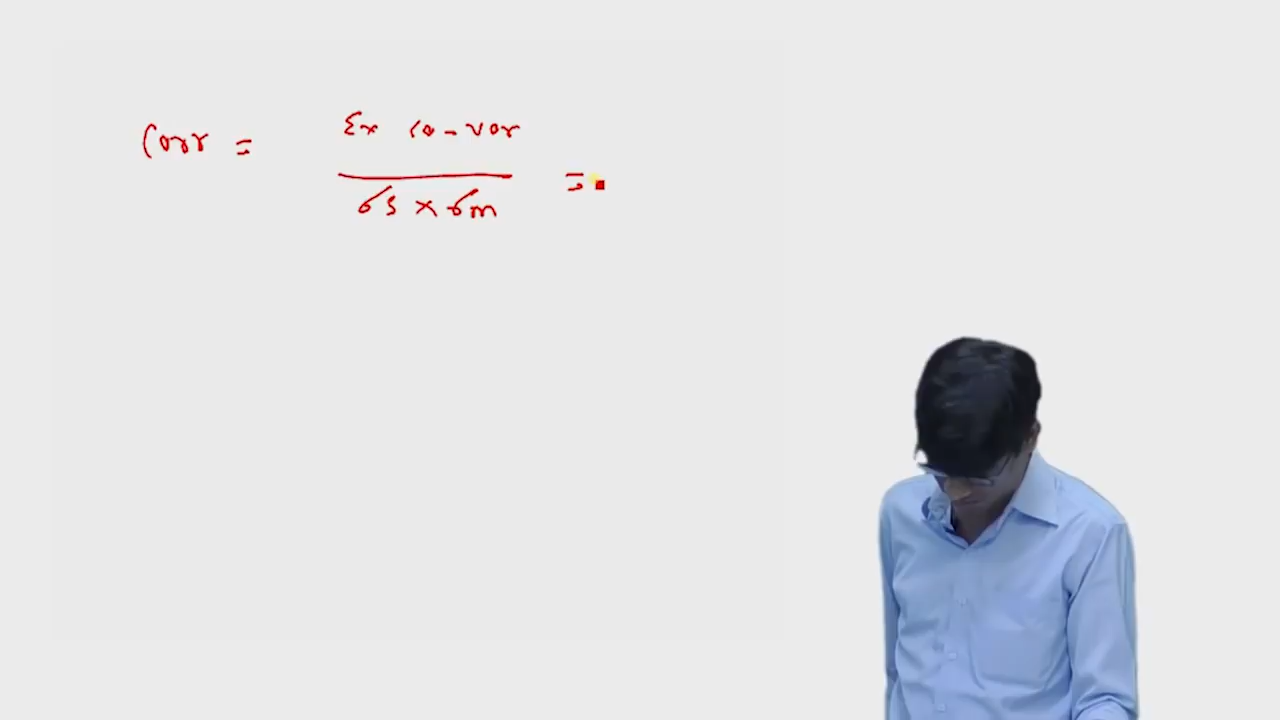 Corr = Ex co-var
σs × σm =